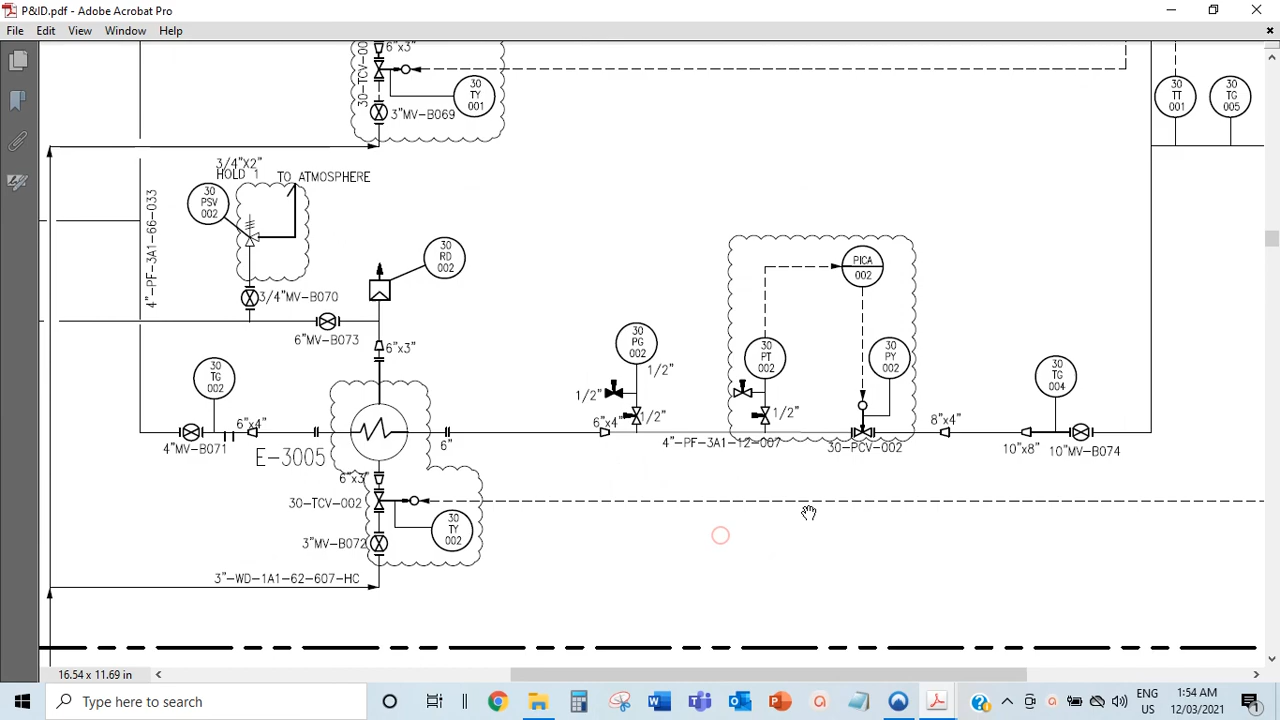 P&ID.pdf - Adobe Acrobat Pro
File Edit View Window Help
6"x3"
30
TY
001
3"MV-B069
30
TT
001
30
TG
005
3/4"X2"
HOLD 1
TO ATMOSPHERE
30
PSV
002
4"-PF-3A1-66-033
30
RD
002
3/4"MV-B070
6"MV-B073
6"x3"
PICA
002
30
PG
002
1/2"
30
PT
002
30
PY
002
30
TG
002
30
TG
004
1/2"
1/2"
1/2"
6"x4"
6"x4"
8"x4"
4"MV-B071
E-3005
6"
4"-PF-3A1-12-007
30-PCV-002
10"x8"
10"MV-B074
6"x3"
30-TCV-002
30
TY
002
3"MV-B072
3"-WD-1A1-62-607-HC
16.54 x 11.69 in
Type here to search
ENG
1:54 AM
12/03/2021